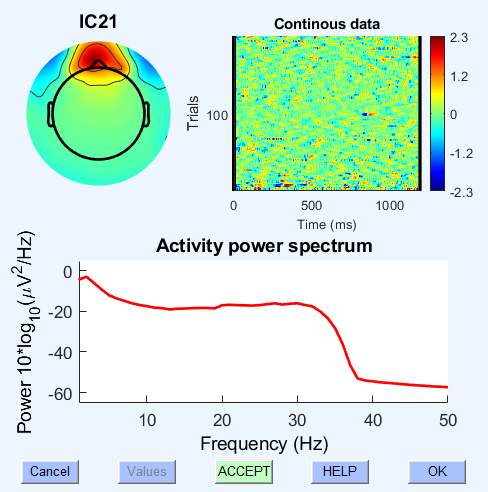 IC21
Continous data
Trials
100
2.3
1.2
0
-1.2
-2.3
0 500 1000
Time (ms)
Activity power spectrum
Power 10*log10(μV2/Hz)
0
-20
-40
-60
10 20 30 40 50
Frequency (Hz)
Cancel Values ACCEPT HELP OK